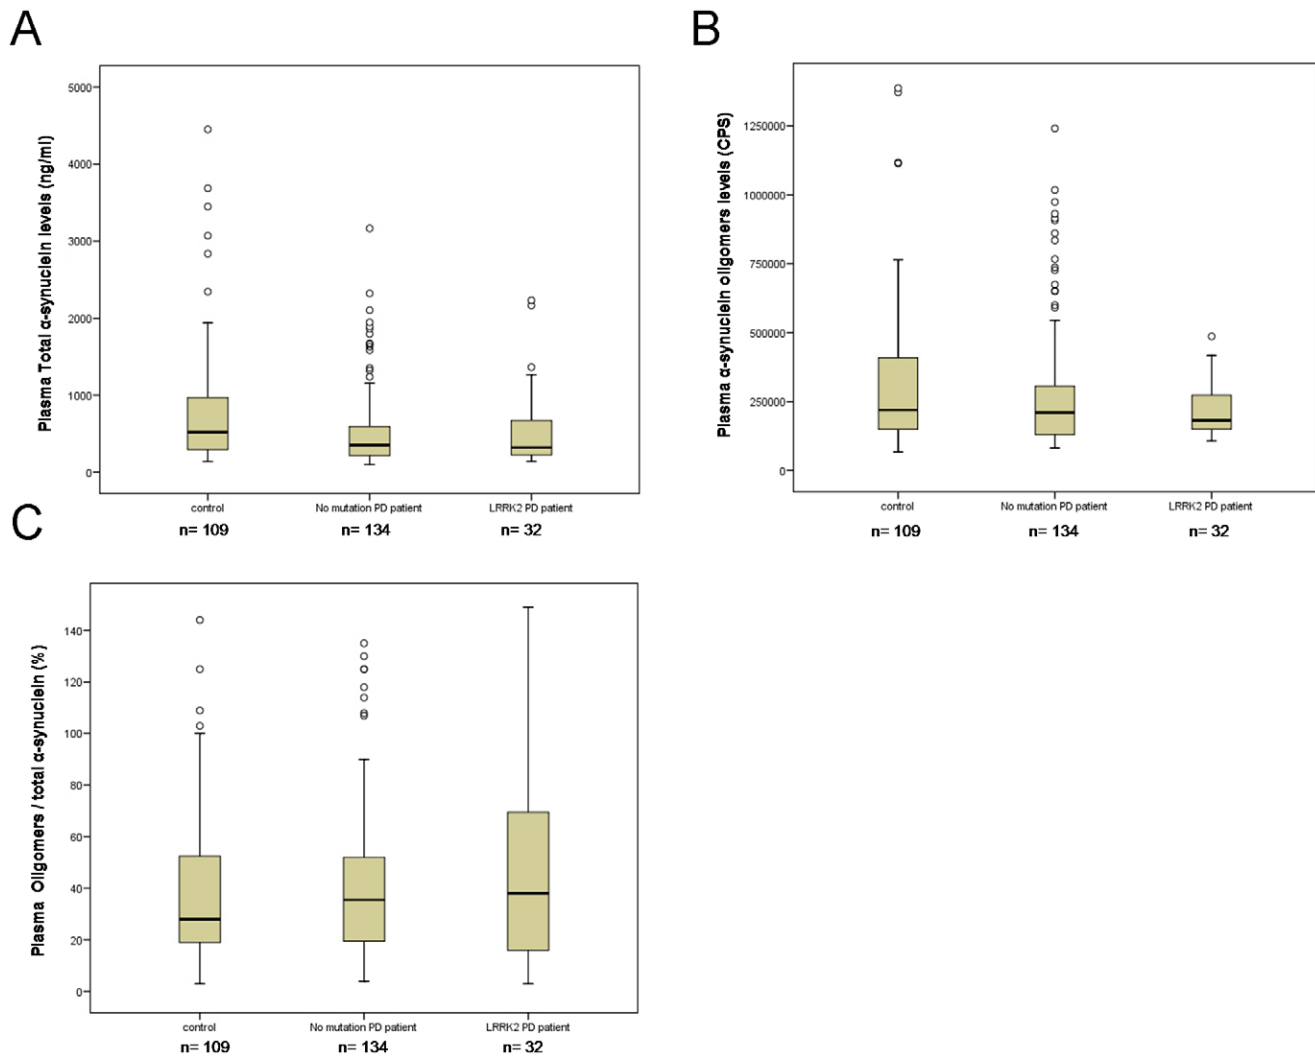 A
Plasma Total α-synuclein levels (ng/ml)
5000
4000
3000
2000
1000
0
control
No mutation PD patient
LRRK2 PD patient
n= 109
n= 134
n= 32
B
Plasma α-synuclein oligomers levels (CPS)
1250000
1000000
750000
500000
250000
0
control
No mutation PD patient
LRRK2 PD patient
n= 109
n= 134
n= 32
C
Plasma Oligomers / total α-synuclein (%)
140
120
100
80
60
40
20
0
control
No mutation PD patient
LRRK2 PD patient
n= 109
n= 134
n= 32